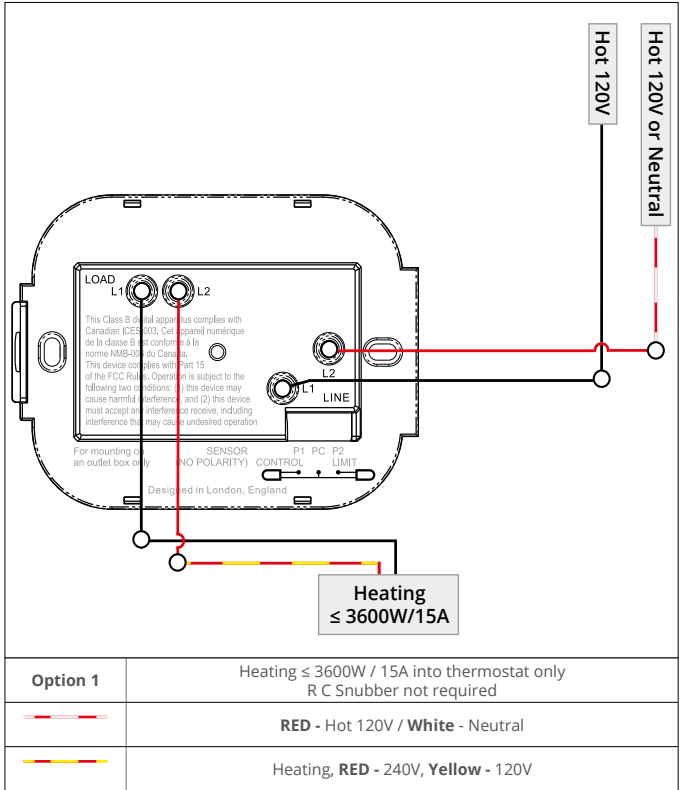 Hot 120V
Hot 120V or Neutral
LOAD
L1
L2
This Class B digital apparatus complies with
Canadian ICES-003, Cet appareil numérique
de la classe B est conforme à la
norme NMB-003 du Canada.
This device complies with Part 15
of the FCC Rules, Operation is subject to the
following two conditions: (1) this device may
cause harmful interference, and (2) this device
must accept any interference receive, including
interference that may cause undesired operation
L2
L1
LINE
For mounting on
an outlet box only
SENSOR
(NO POLARITY)
P1 PC P2
CONTROL
LIMIT
Designed in London, England
Heating
≤ 3600W/15A
Option 1
Heating ≤ 3600W / 15A into thermostat only
R C Snubber not required
RED - Hot 120V / White - Neutral
Heating, RED - 240V, Yellow - 120V